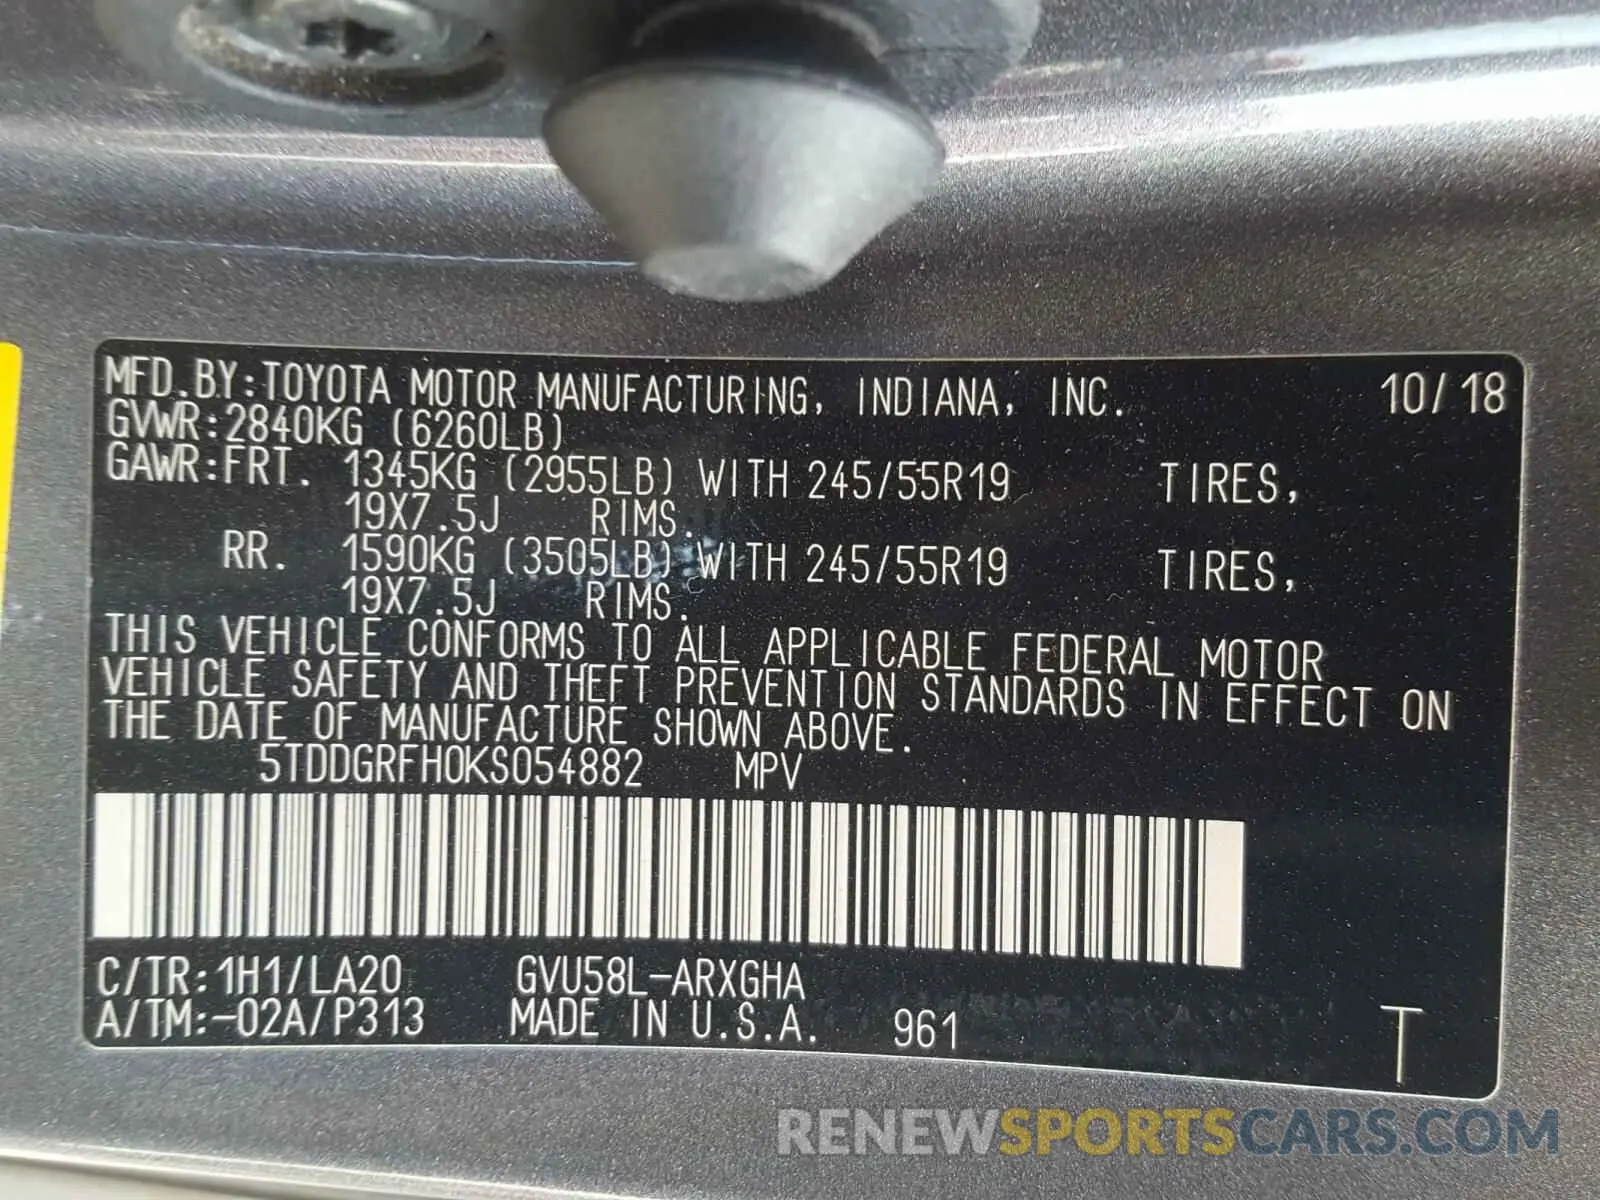 MFD.BY:TOYOTA MOTOR MANUFACTURING, INDIANA, INC. 10/18
GVWR:2840KG (6260LB)
GAWR:FRT. 1345KG (2955LB) WITH 245/55R19 TIRES,
19X7.5J RIMS.
RR. 1590KG (3505LB) WITH 245/55R19 TIRES,
19X7.5J RIMS.
THIS VEHICLE CONFORMS TO ALL APPLICABLE FEDERAL MOTOR
VEHICLE SAFETY AND THEFT PREVENTION STANDARDS IN EFFECT ON
THE DATE OF MANUFACTURE SHOWN ABOVE.
5TDDGRFH0KS054882 MPV
C/TR:1H1/LA20 GVU58L-ARXGHA
A/TM:-02A/P313 MADE IN U.S.A. 961 T
RENEWSPORTSCARS.COM